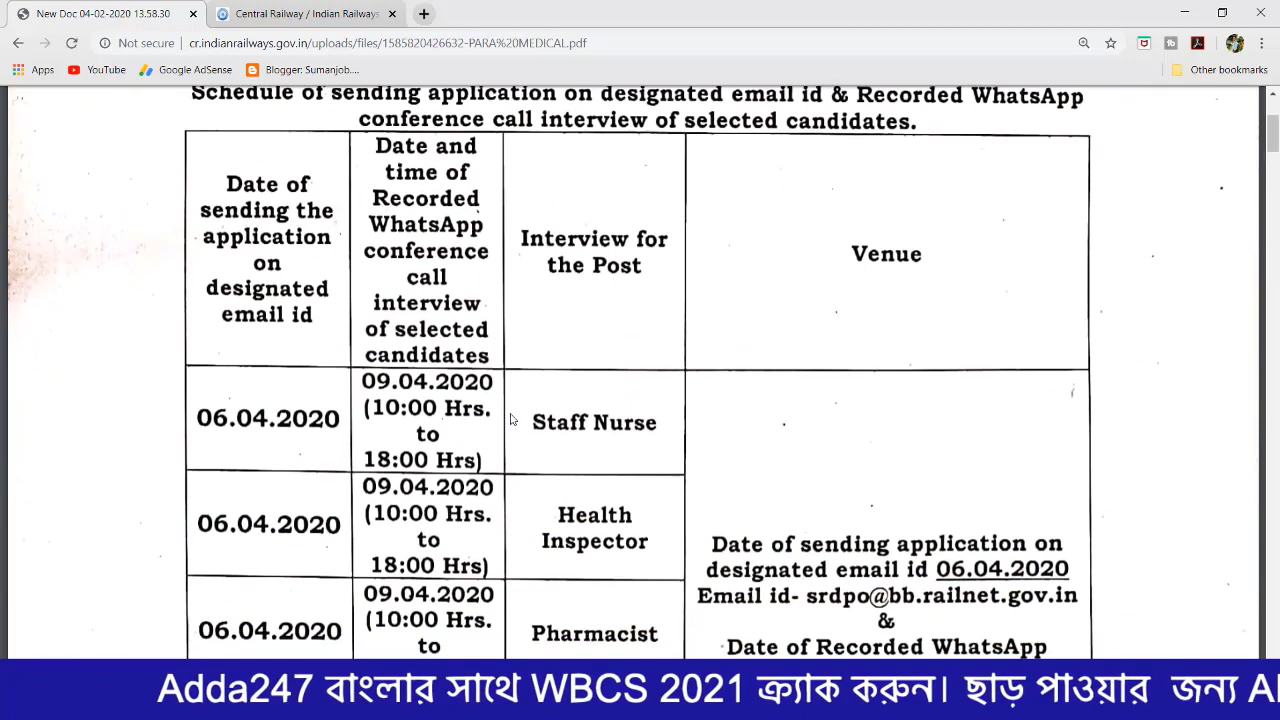 New Doc 04-02-2020 13.58.30
Central Railway / Indian Railways
Not secure
cr.indianrailways.gov.in/uploads/files/1585820426632-PARA%20MEDICAL.pdf
Apps
YouTube
Google AdSense
Blogger: Sumanjob....
Other bookmarks
Schedule of sending application on designated email id & Recorded WhatsApp
conference call interview of selected candidates.
Date of
sending the
application
on
designated
email id
Date and
time of
Recorded
WhatsApp
conference
call
interview
of selected
candidates
Interview for
the Post
Venue
06.04.2020
09.04.2020
(10:00 Hrs.
to
18:00 Hrs)
Staff Nurse
06.04.2020
09.04.2020
(10:00 Hrs.
to
18:00 Hrs)
Health
Inspector
06.04.2020
09.04.2020
(10:00 Hrs.
to
Pharmacist
Date of sending application on
designated email id 06.04.2020
Email id- srdpo@bb.railnet.gov.in
&
Date of Recorded WhatsApp
Adda247 বাংলার সাথে WBCS 2021 ক্র্যাক করুন। ছাড় পাওয়ার জন্য